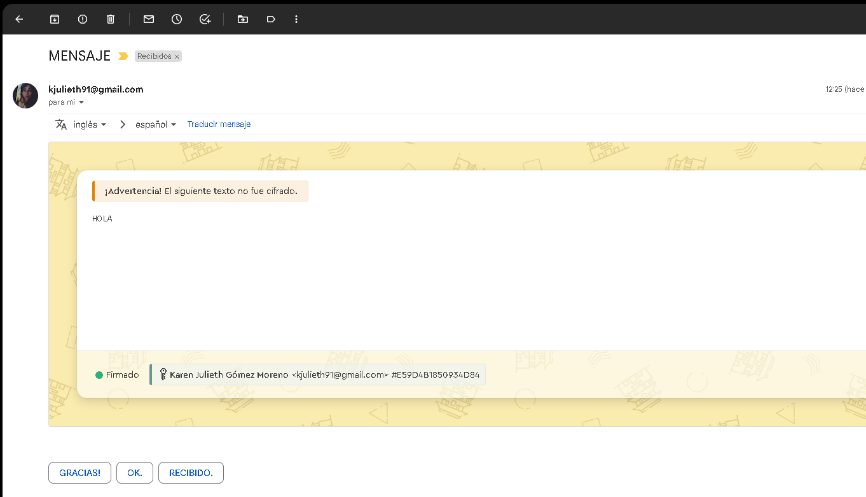 MENSAJE
Recibidos x
kjulieth91@gmail.com
12:25 (hace
para mí
inglés
español
Traducir mensaje
¡Advertencia! El siguiente texto no fue cifrado.
HOLA
Firmado
Karen Julieth Gómez Moreno <kjulieth91@gmail.com> #E59D4B1850934D84
GRACIAS!
OK.
RECIBIDO.